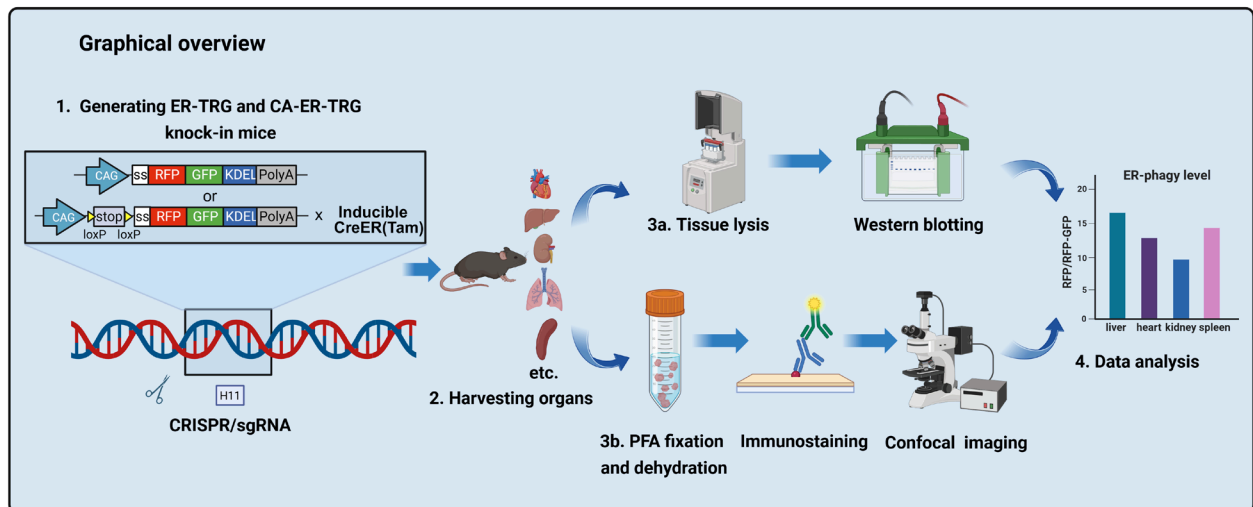 Graphical overview
1. Generating ER-TRG and CA-ER-TRG
knock-in mice
CAG ss RFP GFP KDEL PolyA
or
CAG stop ss RFP GFP KDEL PolyA x Inducible
CreER(Tam)
loxP loxP
H11
CRISPR/sgRNA
etc.
2. Harvesting organs
3a. Tissue lysis
Western blotting
3b. PFA fixation
and dehydration
Immunostaining
Confocal imaging
ER-phagy level
RFP/RFP-GFP
20
15
10
5
0
liver heart kidney spleen
4. Data analysis